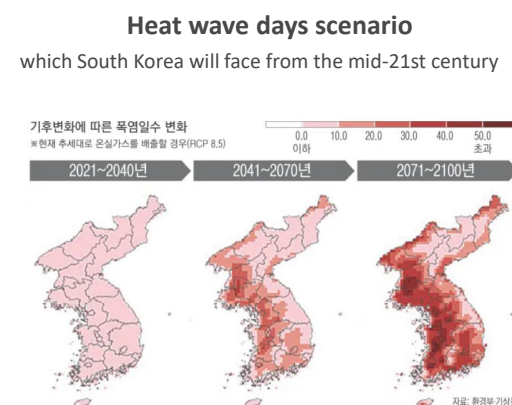 Heat wave days scenario
which South Korea will face from the mid-21st century
기후변화에 따른 폭염일수 변화
※현재 추세대로 온실가스를 배출할 경우(RCP 8.5)
0.0 10.0 20.0 30.0 40.0 50.0
이하 초과
2021~2040년 2041~2070년 2071~2100년
자료: 환경부·기상